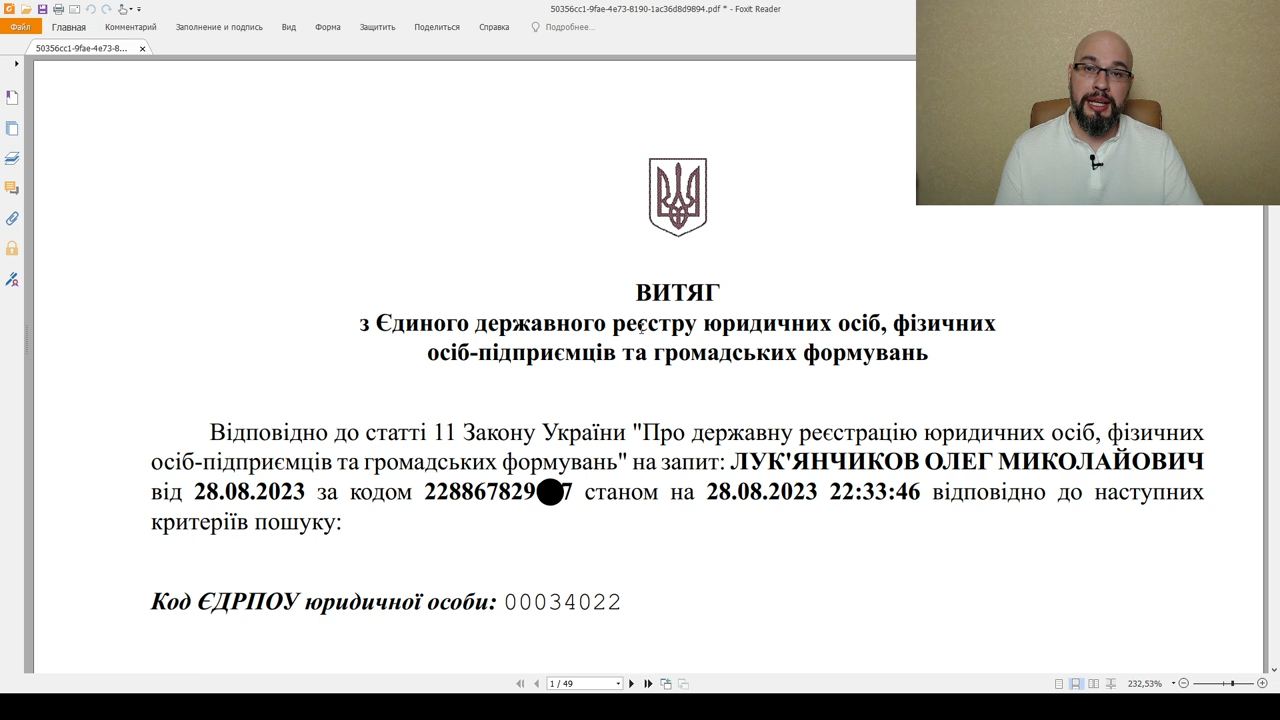 50356cc1-9fae-4e73-8190-1ac36d8d9894.pdf * - Foxit Reader
Файл Главная Комментарий Заполнение и подпись Вид Форма Защитить Поделиться Справка Подробнее...
50356cc1-9fae-4e73-8...
ВИТЯГ
з Єдиного державного реєстру юридичних осіб, фізичних
осіб-підприємців та громадських формувань
Відповідно до статті 11 Закону України "Про державну реєстрацію юридичних осіб, фізичних
осіб-підприємців та громадських формувань" на запит: ЛУК'ЯНЧИКОВ ОЛЕГ МИКОЛАЙОВИЧ
від 28.08.2023 за кодом 228867829 7 станом на 28.08.2023 22:33:46 відповідно до наступних
критеріїв пошуку:
Код ЄДРПОУ юридичної особи: 00034022
1 / 49
232,53%